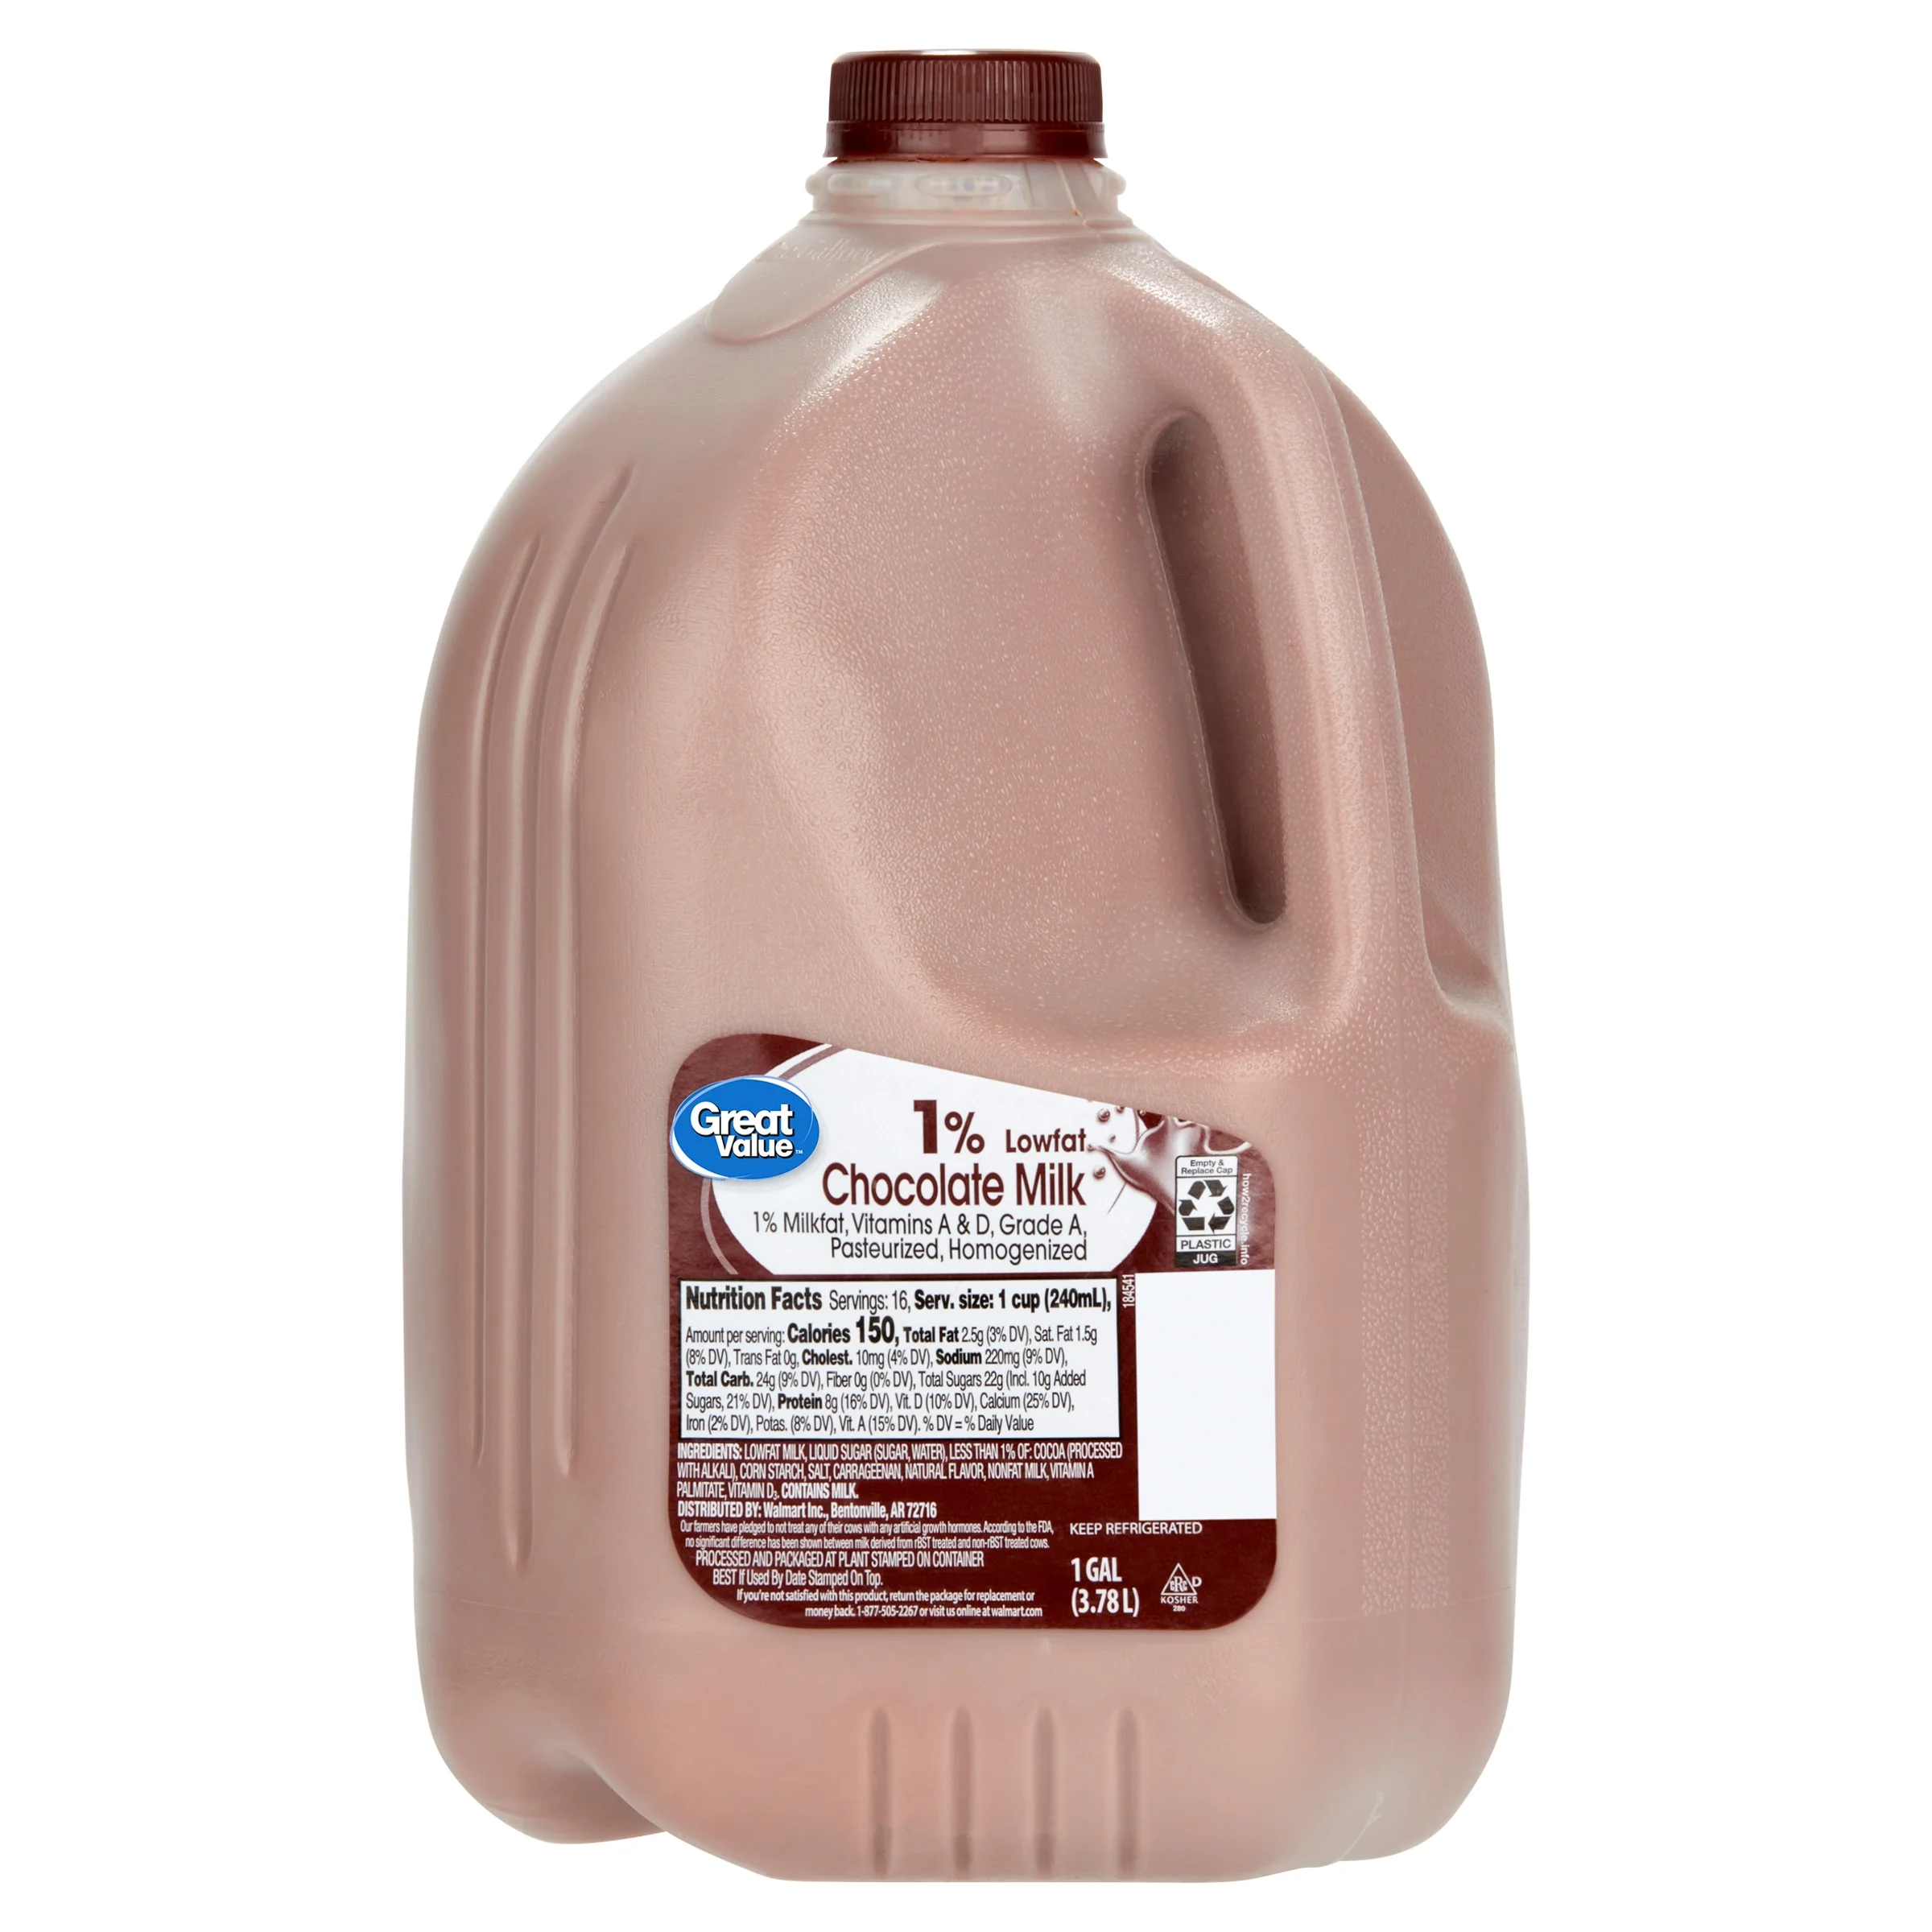 Great
Value™
1% Lowfat
Chocolate Milk
1% Milkfat, Vitamins A & D, Grade A,
Pasteurized, Homogenized
Empty &
Replace Cap
PLASTIC
JUG
how2recycle.info
184541
Nutrition Facts Servings: 16, Serv. size: 1 cup (240mL),
Amount per serving: Calories 150, Total Fat 2.5g (3% DV), Sat. Fat 1.5g
(8% DV), Trans Fat 0g, Cholest. 10mg (4% DV), Sodium 220mg (9% DV),
Total Carb. 24g (9% DV), Fiber 0g (0% DV), Total Sugars 22g (Incl. 10g Added
Sugars, 21% DV), Protein 8g (16% DV), Vit. D (10% DV), Calcium (25% DV),
Iron (2% DV), Potas. (8% DV), Vit. A (15% DV). % DV = % Daily Value
INGREDIENTS: LOWFAT MILK, LIQUID SUGAR (SUGAR, WATER), LESS THAN 1% OF: COCOA (PROCESSED
WITH ALKALI), CORN STARCH, SALT, CARRAGEENAN, NATURAL FLAVOR, NONFAT MILK, VITAMIN A
PALMITATE, VITAMIN D₃. CONTAINS MILK.
DISTRIBUTED BY: Walmart Inc., Bentonville, AR 72716
Our farmers have pledged to not treat any of their cows with any artificial growth hormones. According to the FDA,
no significant difference has been shown between milk derived from rBST treated and non-rBST treated cows.
PROCESSED AND PACKAGED AT PLANT STAMPED ON CONTAINER
BEST If Used By Date Stamped On Top.
If you're not satisfied with this product, return the package for replacement or
money back. 1-877-505-2267 or visit us online at walmart.com
KEEP REFRIGERATED
1 GAL
(3.78 L)
CRC D
KOSHER
280